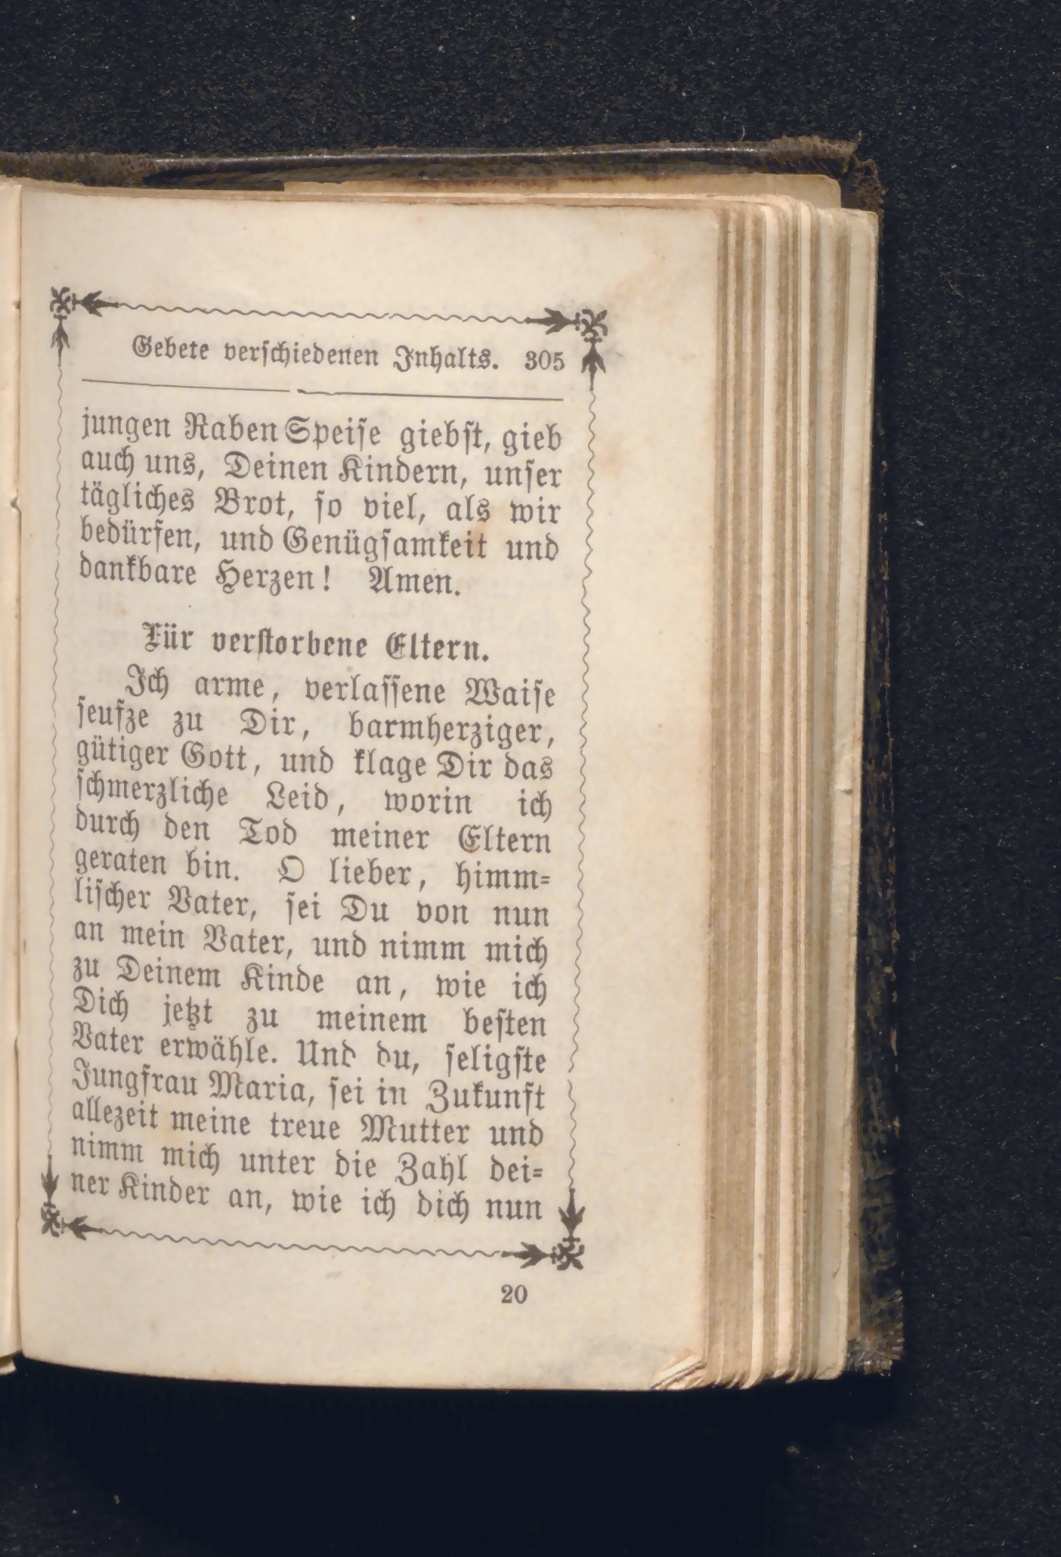 Gebete verschiedenen Inhalts. 305
jungen Raben Speise giebst, gieb
auch uns, Deinen Kindern, unser
tägliches Brot, so viel, als wir
bedürfen, und Genügsamkeit und
dankbare Herzen! Amen.
Für verstorbene Eltern.
Ich arme, verlassene Waise
seufze zu Dir, barmherziger,
gütiger Gott, und klage Dir das
schmerzliche Leid, worin ich
durch den Tod meiner Eltern
geraten bin. O lieber, himm-
lischer Vater, sei Du von nun
an mein Vater, und nimm mich
zu Deinem Kinde an, wie ich
Dich jetzt zu meinem besten
Vater erwähle. Und du, seligste
Jungfrau Maria, sei in Zukunft
allezeit meine treue Mutter und
nimm mich unter die Zahl dei-
ner Kinder an, wie ich dich nun
20